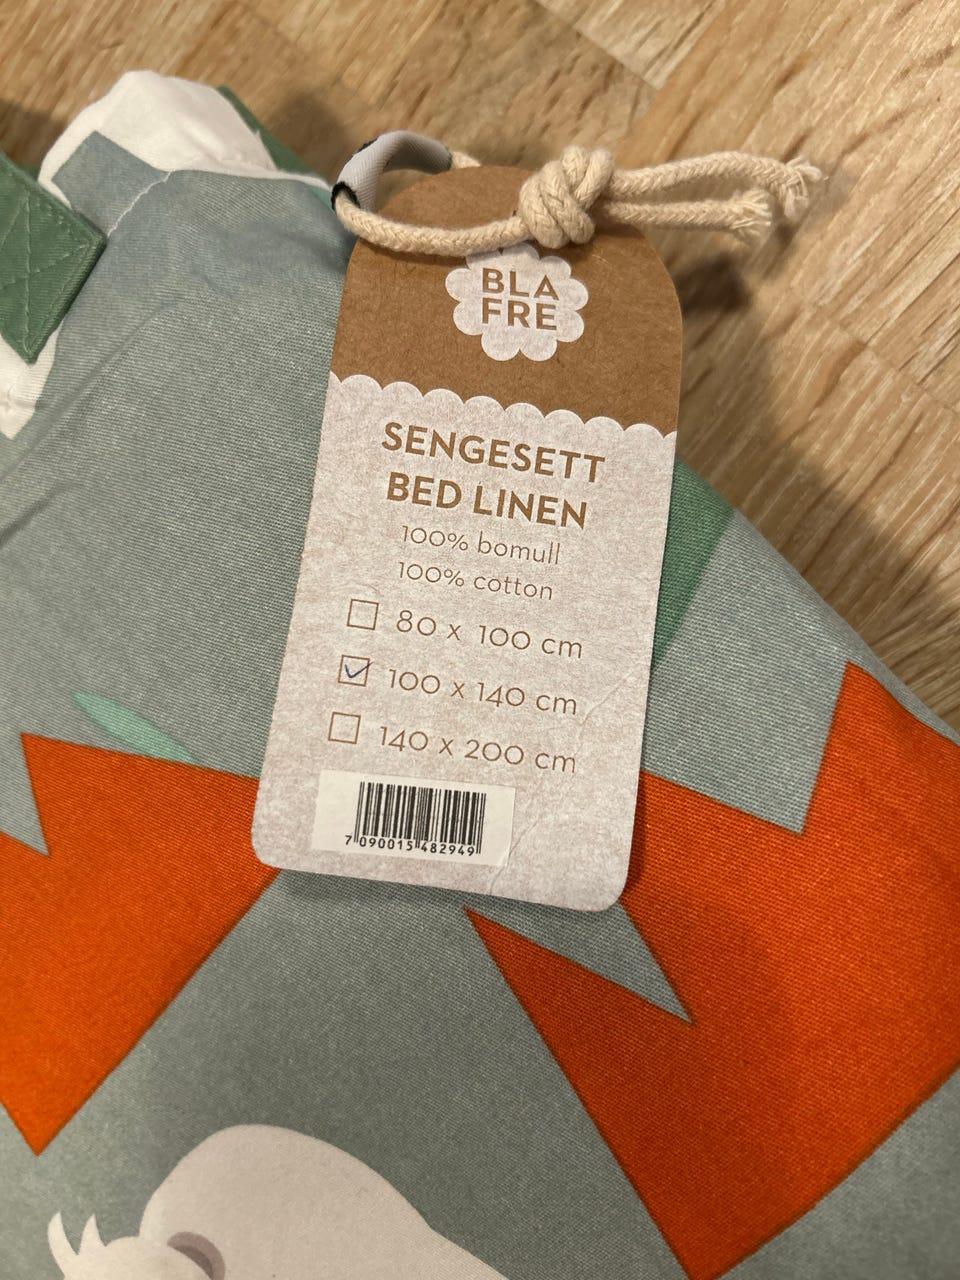 BLA
FRE
SENGESETT
BED LINEN
100% bomull
100% cotton
80 x 100 cm
100 x 140 cm
140 x 200 cm
7 090015 482949